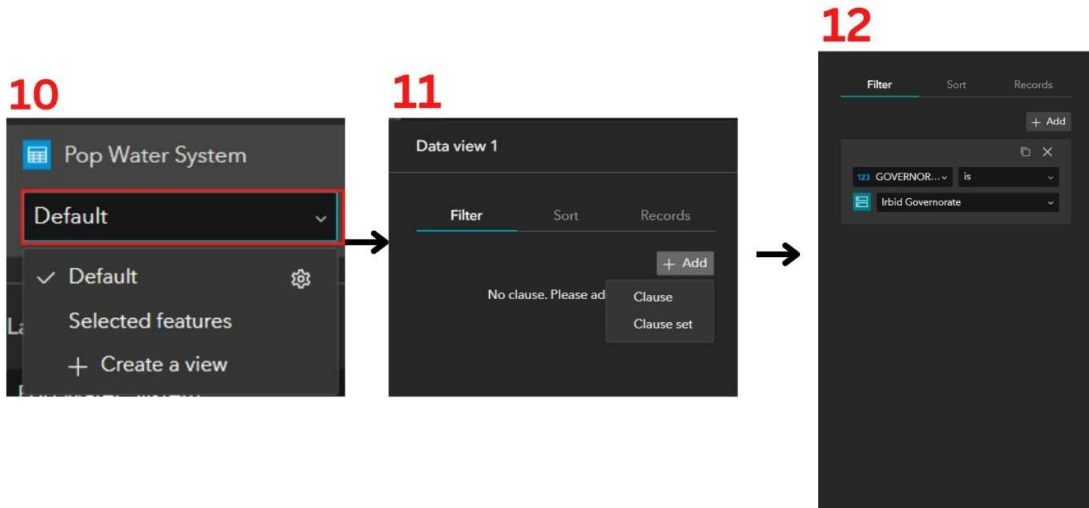 10
Pop Water System
Default
Default
Selected features
+ Create a view
11
Data view 1
Filter Sort Records
+ Add
No clause. Please ad
Clause
Clause set
12
Filter Sort Records
+ Add
123 GOVERNOR... is
Irbid Governorate